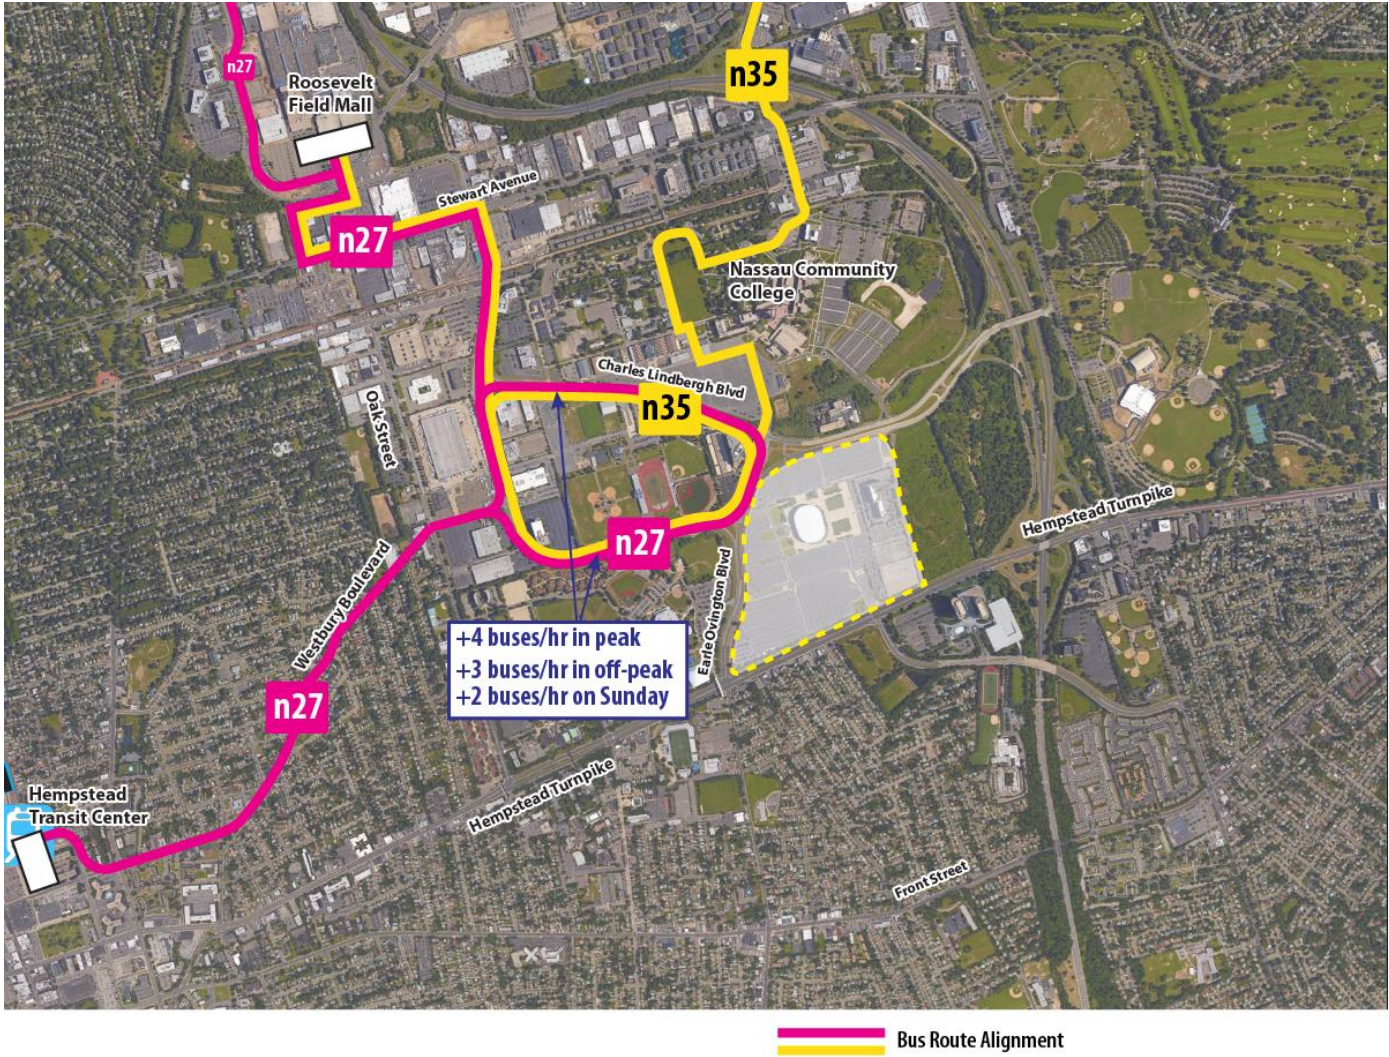 n27
Roosevelt
Field Mall
n35
Stewart Avenue
n27
Nassau Community
College
Charles Lindbergh Blvd
n35
Oak Street
Hempstead Turnpike
n27
Westbury Boulevard
Earle Ovington Blvd
+4 buses/hr in peak
+3 buses/hr in off-peak
+2 buses/hr on Sunday
n27
Hempstead
Transit Center
Hempstead Turnpike
Front Street
Bus Route Alignment